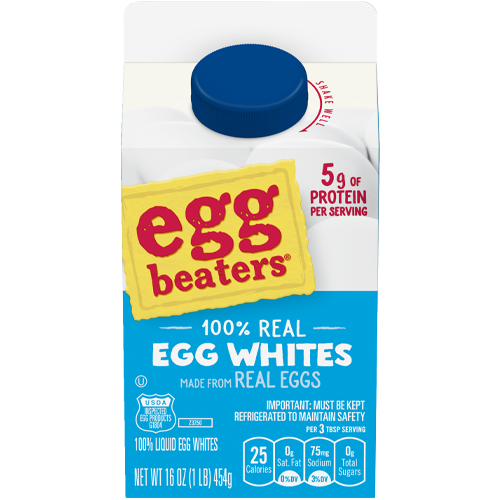 SHAKE WELL
5g OF
PROTEIN
PER SERVING
egg
beaters®
100% REAL
EGG WHITES
MADE FROM REAL EGGS
U
USDA
INSPECTED
EGG PRODUCTS
G1804
23750
IMPORTANT: MUST BE KEPT
REFRIGERATED TO MAINTAIN SAFETY
PER 3 TBSP SERVING
100% LIQUID EGG WHITES
25
Calories
0g
Sat. Fat
0% DV
75mg
Sodium
3% DV
0g
Total
Sugars
NET WT 16 OZ (1 LB) 454g